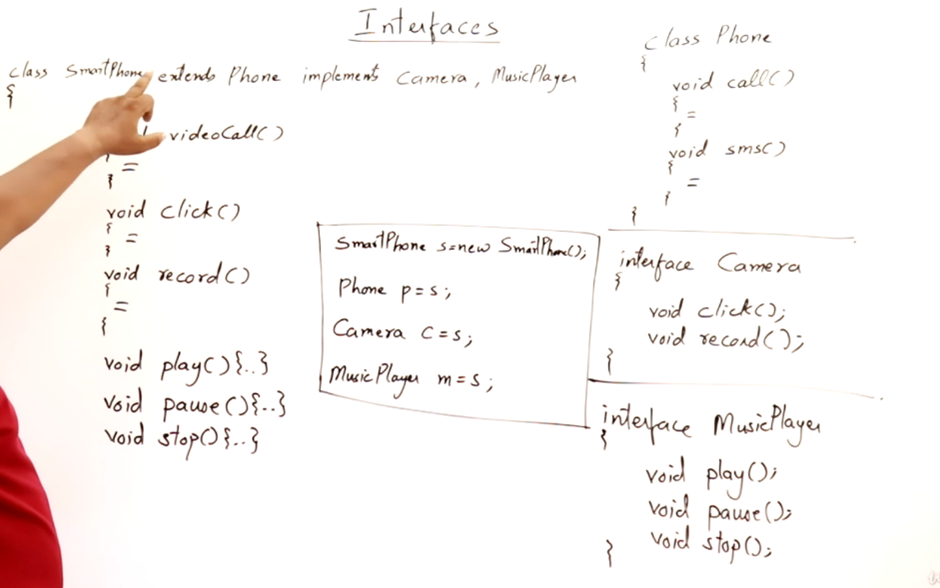 Interfaces
class SmartPhone extends Phone implements Camera, MusicPlayer
{
videoCall()
{
=
}
void click()
{
=
}
void record()
{
=
{
void play(){..}
void pause(){..}
void stop(){..}
SmartPhone s=new SmartPhone();
Phone p=s;
Camera c=s;
MusicPlayer m=s;
class Phone
{
void call()
{
=
}
void sms()
{
=
}
}
interface Camera
{
void click();
void record();
}
interface MusicPlayer
{
void play();
void pause();
void stop();
}